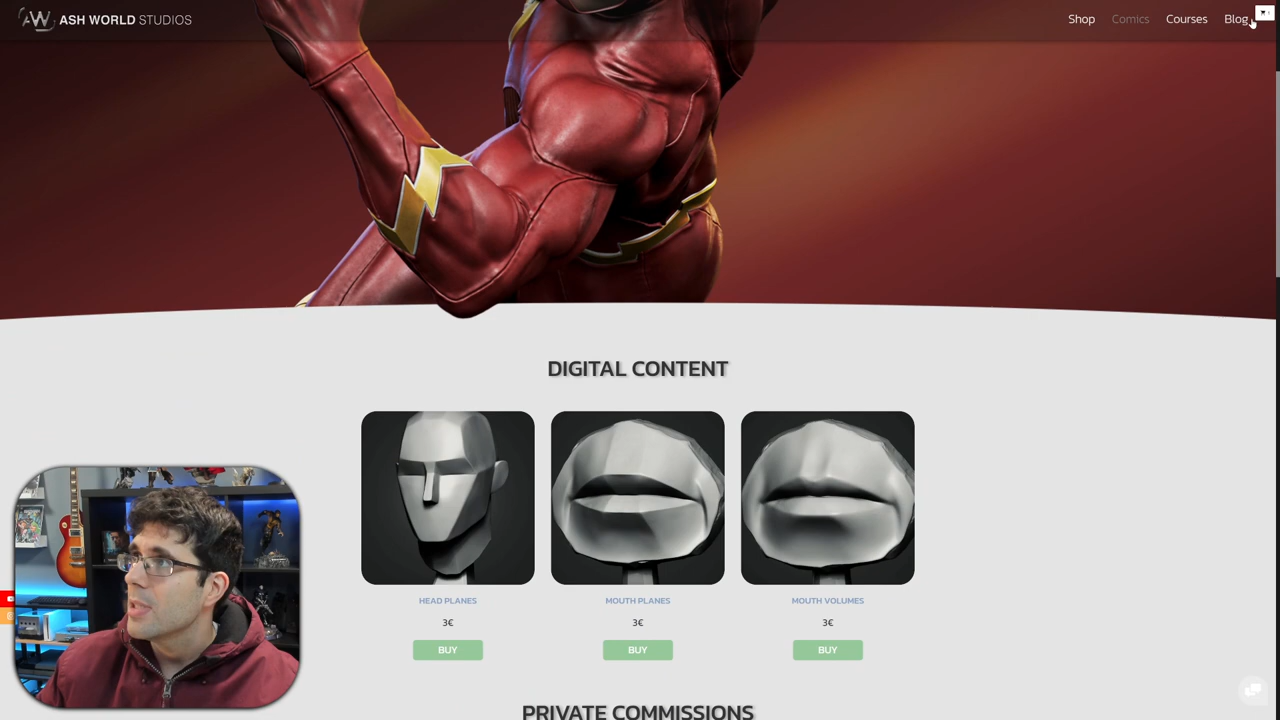 ASH WORLD STUDIOS
Shop Comics Courses Blog
DIGITAL CONTENT
HEAD PLANES MOUTH PLANES MOUTH VOLUMES
3€ 3€ 3€
BUY BUY BUY
PRIVATE COMMISSIONS